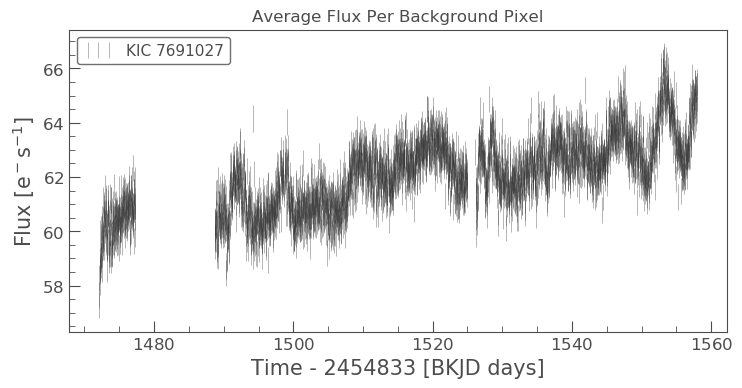 Average Flux Per Background Pixel
KIC 7691027
66
64
62
60
58
Flux [e⁻ s⁻¹]
1480
1500
1520
1540
1560
Time - 2454833 [BKJD days]